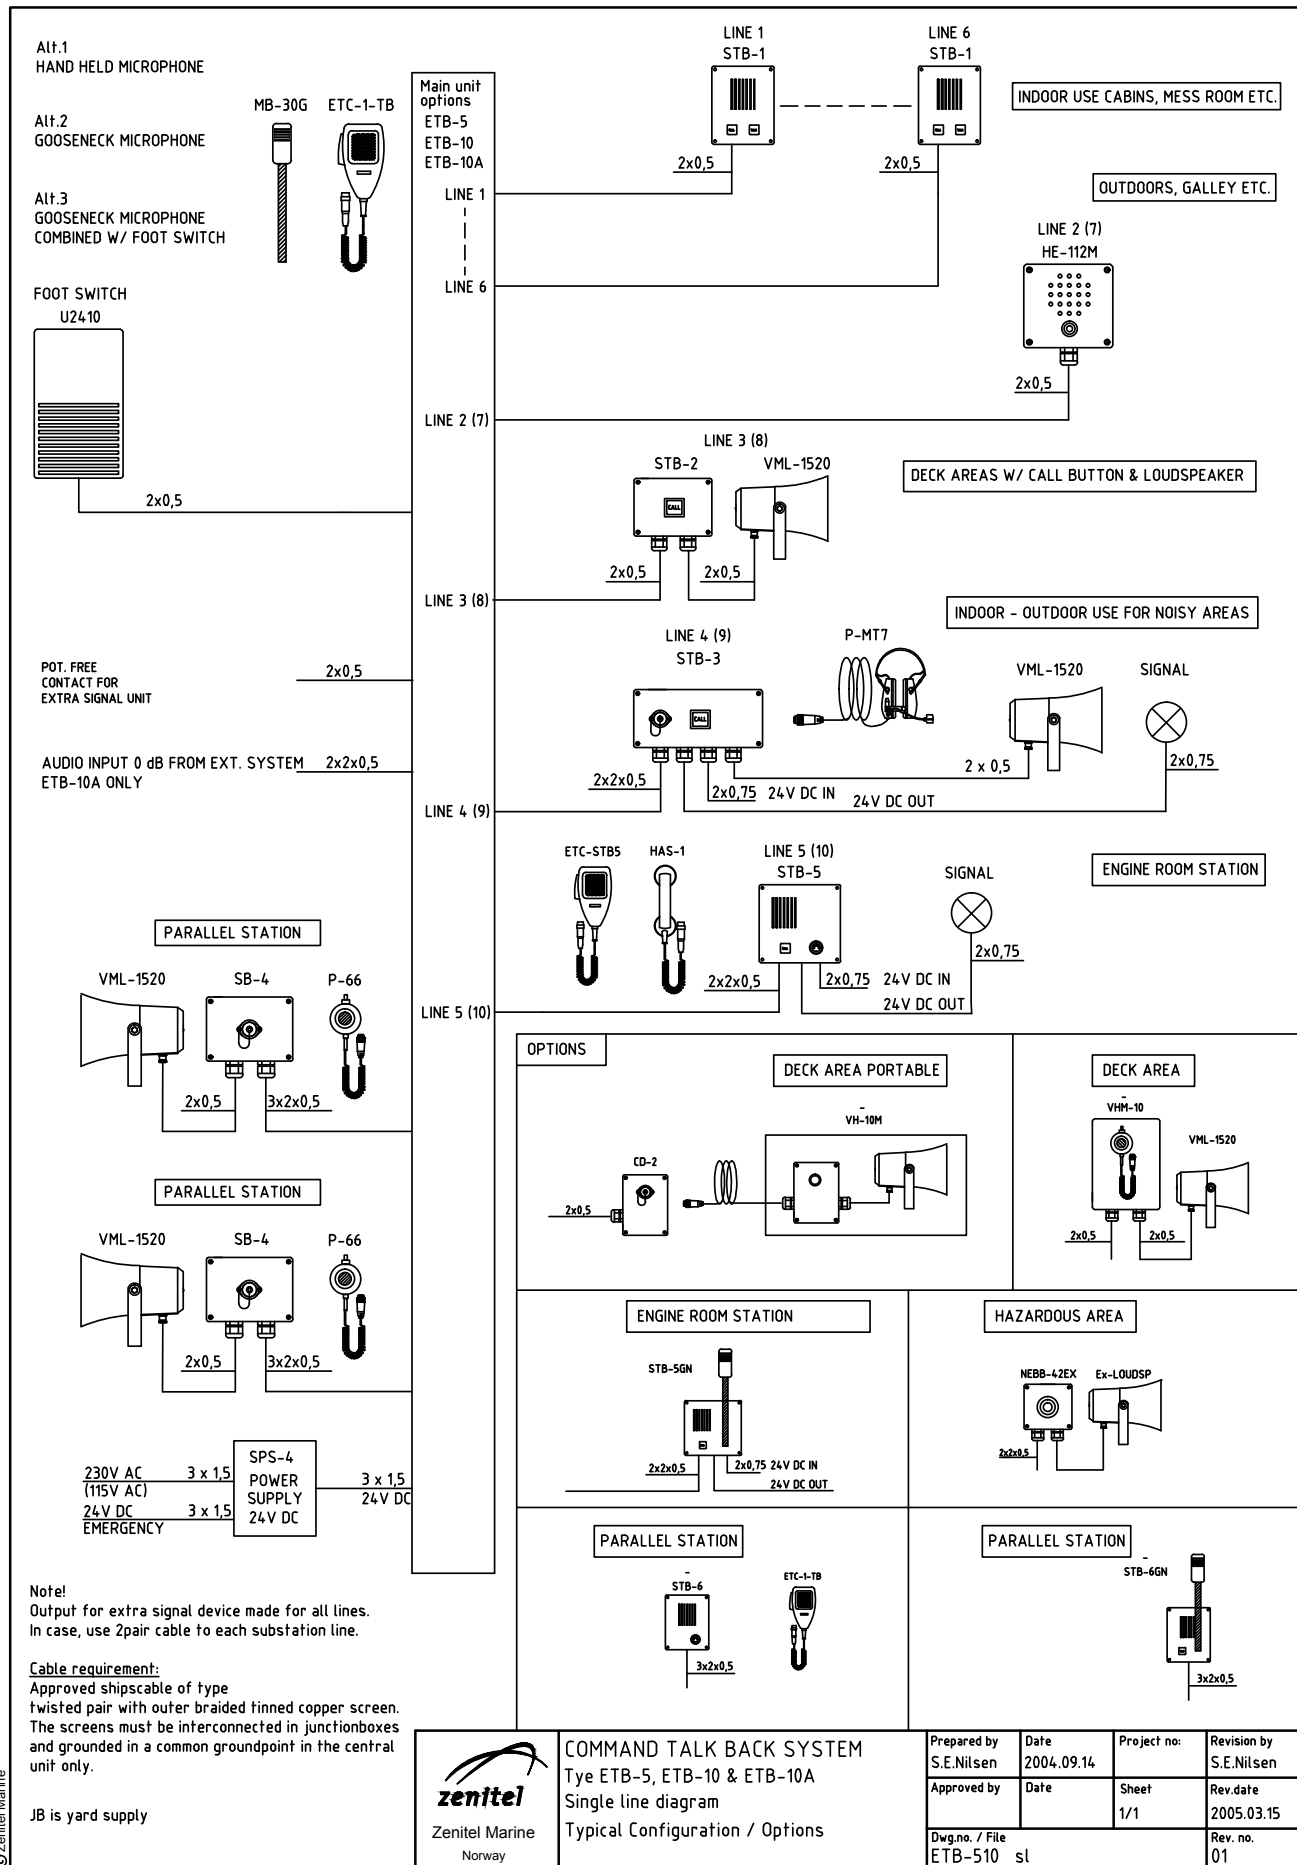 Alt.1
HAND HELD MICROPHONE
Alt.2
GOOSENECK MICROPHONE
Alt.3
GOOSENECK MICROPHONE
COMBINED W/ FOOT SWITCH
MB-30G
ETC-1-TB
FOOT SWITCH
U2410
2x0,5
POT. FREE
CONTACT FOR
EXTRA SIGNAL UNIT
2x0,5
AUDIO INPUT 0 dB FROM EXT. SYSTEM
ETB-10A ONLY
2x2x0,5
Main unit
options
ETB-5
ETB-10
ETB-10A
LINE 1
LINE 6
LINE 2 (7)
LINE 3 (8)
LINE 4 (9)
LINE 5 (10)
LINE 1
STB-1
2x0,5
LINE 6
STB-1
2x0,5
INDOOR USE CABINS, MESS ROOM ETC.
OUTDOORS, GALLEY ETC.
LINE 2 (7)
HE-112M
2x0,5
LINE 3 (8)
STB-2
VML-1520
CALL
2x0,5
2x0,5
DECK AREAS W/ CALL BUTTON & LOUDSPEAKER
INDOOR - OUTDOOR USE FOR NOISY AREAS
LINE 4 (9)
STB-3
CALL
P-MT7
VML-1520
SIGNAL
2x2x0,5
2x0,75
24V DC IN
2 x 0,5
24V DC OUT
2x0,75
ETC-STB5
HAS-1
LINE 5 (10)
STB-5
SIGNAL
ENGINE ROOM STATION
2x2x0,5
2x0,75
24V DC IN
24V DC OUT
2x0,75
PARALLEL STATION
VML-1520
SB-4
P-66
2x0,5
3x2x0,5
PARALLEL STATION
VML-1520
SB-4
P-66
2x0,5
3x2x0,5
230V AC
(115V AC)
3 x 1,5
24V DC
EMERGENCY
3 x 1,5
SPS-4
POWER
SUPPLY
24V DC
3 x 1,5
24V DC
OPTIONS
DECK AREA PORTABLE
-
VH-10M
CD-2
2x0,5
DECK AREA
-
VHM-10
VML-1520
2x0,5
2x0,5
ENGINE ROOM STATION
STB-5GN
2x2x0,5
2x0,75
24V DC IN
24V DC OUT
HAZARDOUS AREA
NEBB-42EX
Ex-LOUDSP
2x2x0,5
PARALLEL STATION
-
STB-6
ETC-1-TB
3x2x0,5
PARALLEL STATION
-
STB-6GN
3x2x0,5
Note!
Output for extra signal device made for all lines.
In case, use 2pair cable to each substation line.
Cable requirement:
Approved shipscable of type
twisted pair with outer braided tinned copper screen.
The screens must be interconnected in junctionboxes
and grounded in a common groundpoint in the central
unit only.
JB is yard supply
© Zenitel Marine
zenitel
Zenitel Marine
Norway
COMMAND TALK BACK SYSTEM
Tye ETB-5, ETB-10 & ETB-10A
Single line diagram
Typical Configuration / Options
Prepared by
S.E.Nilsen
Date
2004.09.14
Project no:
Revision by
S.E.Nilsen
Approved by
Date
Sheet
1/1
Rev.date
2005.03.15
Dwg.no. / File
ETB-510 sl
Rev. no.
01